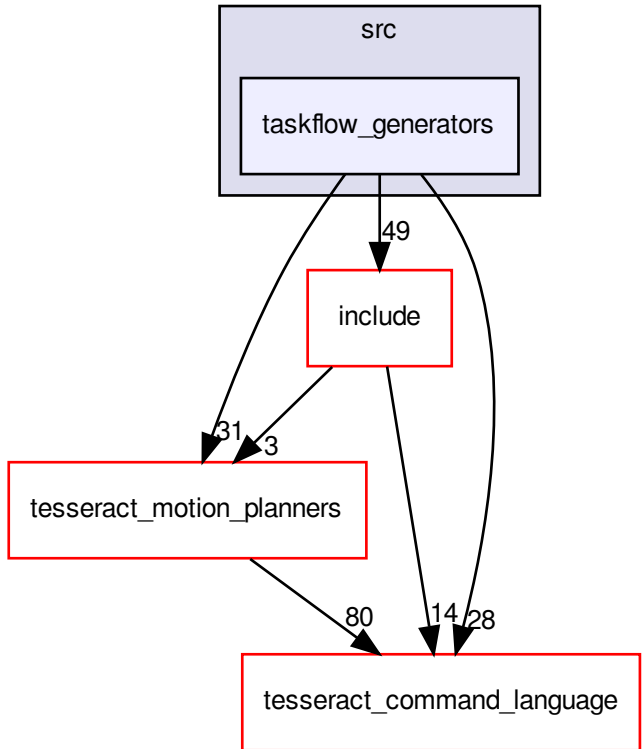 src
taskflow_generators
49
include
31
3
tesseract_motion_planners
80
14
28
tesseract_command_language